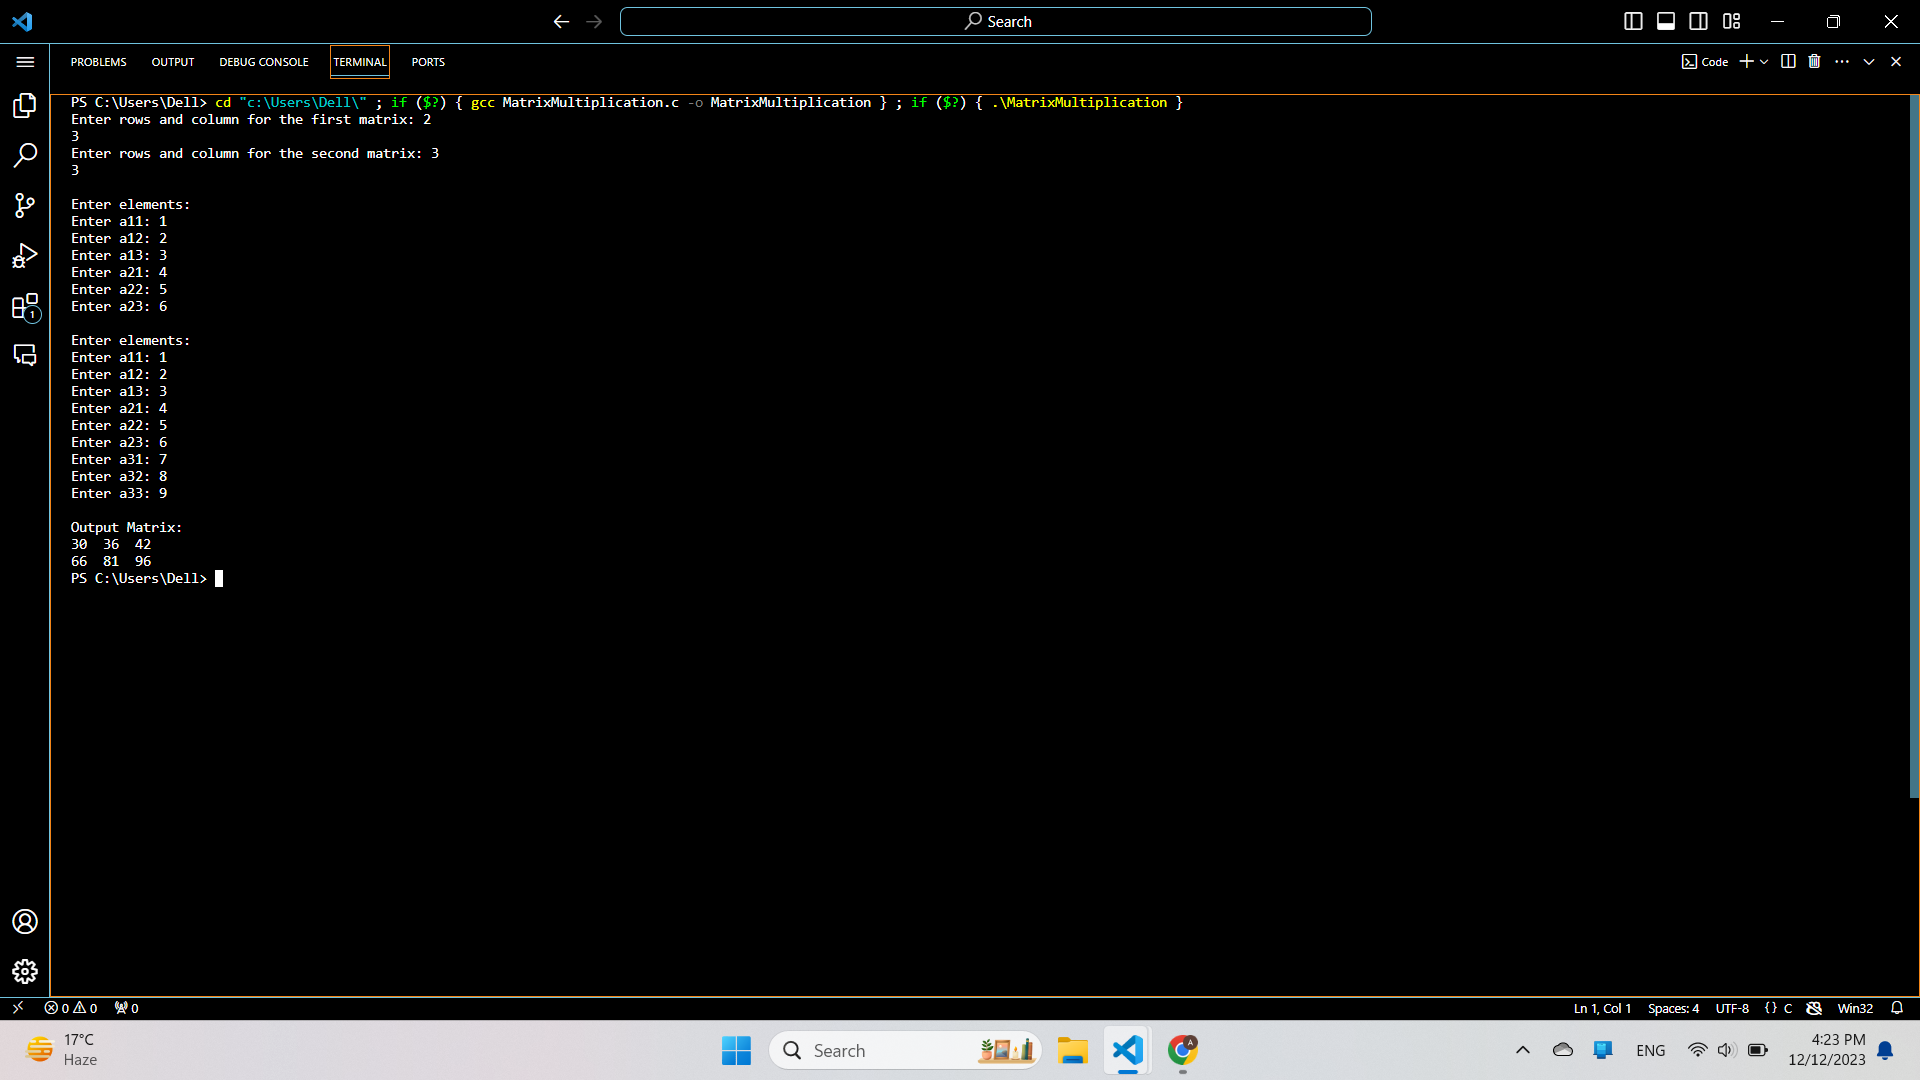 Search
PROBLEMS OUTPUT DEBUG CONSOLE TERMINAL PORTS
Code
PS C:\Users\Dell> cd "c:\Users\Dell\" ; if ($?) { gcc MatrixMultiplication.c -o MatrixMultiplication } ; if ($?) { .\MatrixMultiplication }
Enter rows and column for the first matrix: 2
3
Enter rows and column for the second matrix: 3
3
Enter elements:
Enter a11: 1
Enter a12: 2
Enter a13: 3
Enter a21: 4
Enter a22: 5
Enter a23: 6
Enter elements:
Enter a11: 1
Enter a12: 2
Enter a13: 3
Enter a21: 4
Enter a22: 5
Enter a23: 6
Enter a31: 7
Enter a32: 8
Enter a33: 9
Output Matrix:
30  36  42
66  81  96
PS C:\Users\Dell>
1
0 0 0
Ln 1, Col 1 Spaces: 4 UTF-8 {} C Win32
17°C
Haze
Search
A
ENG
4:23 PM
12/12/2023